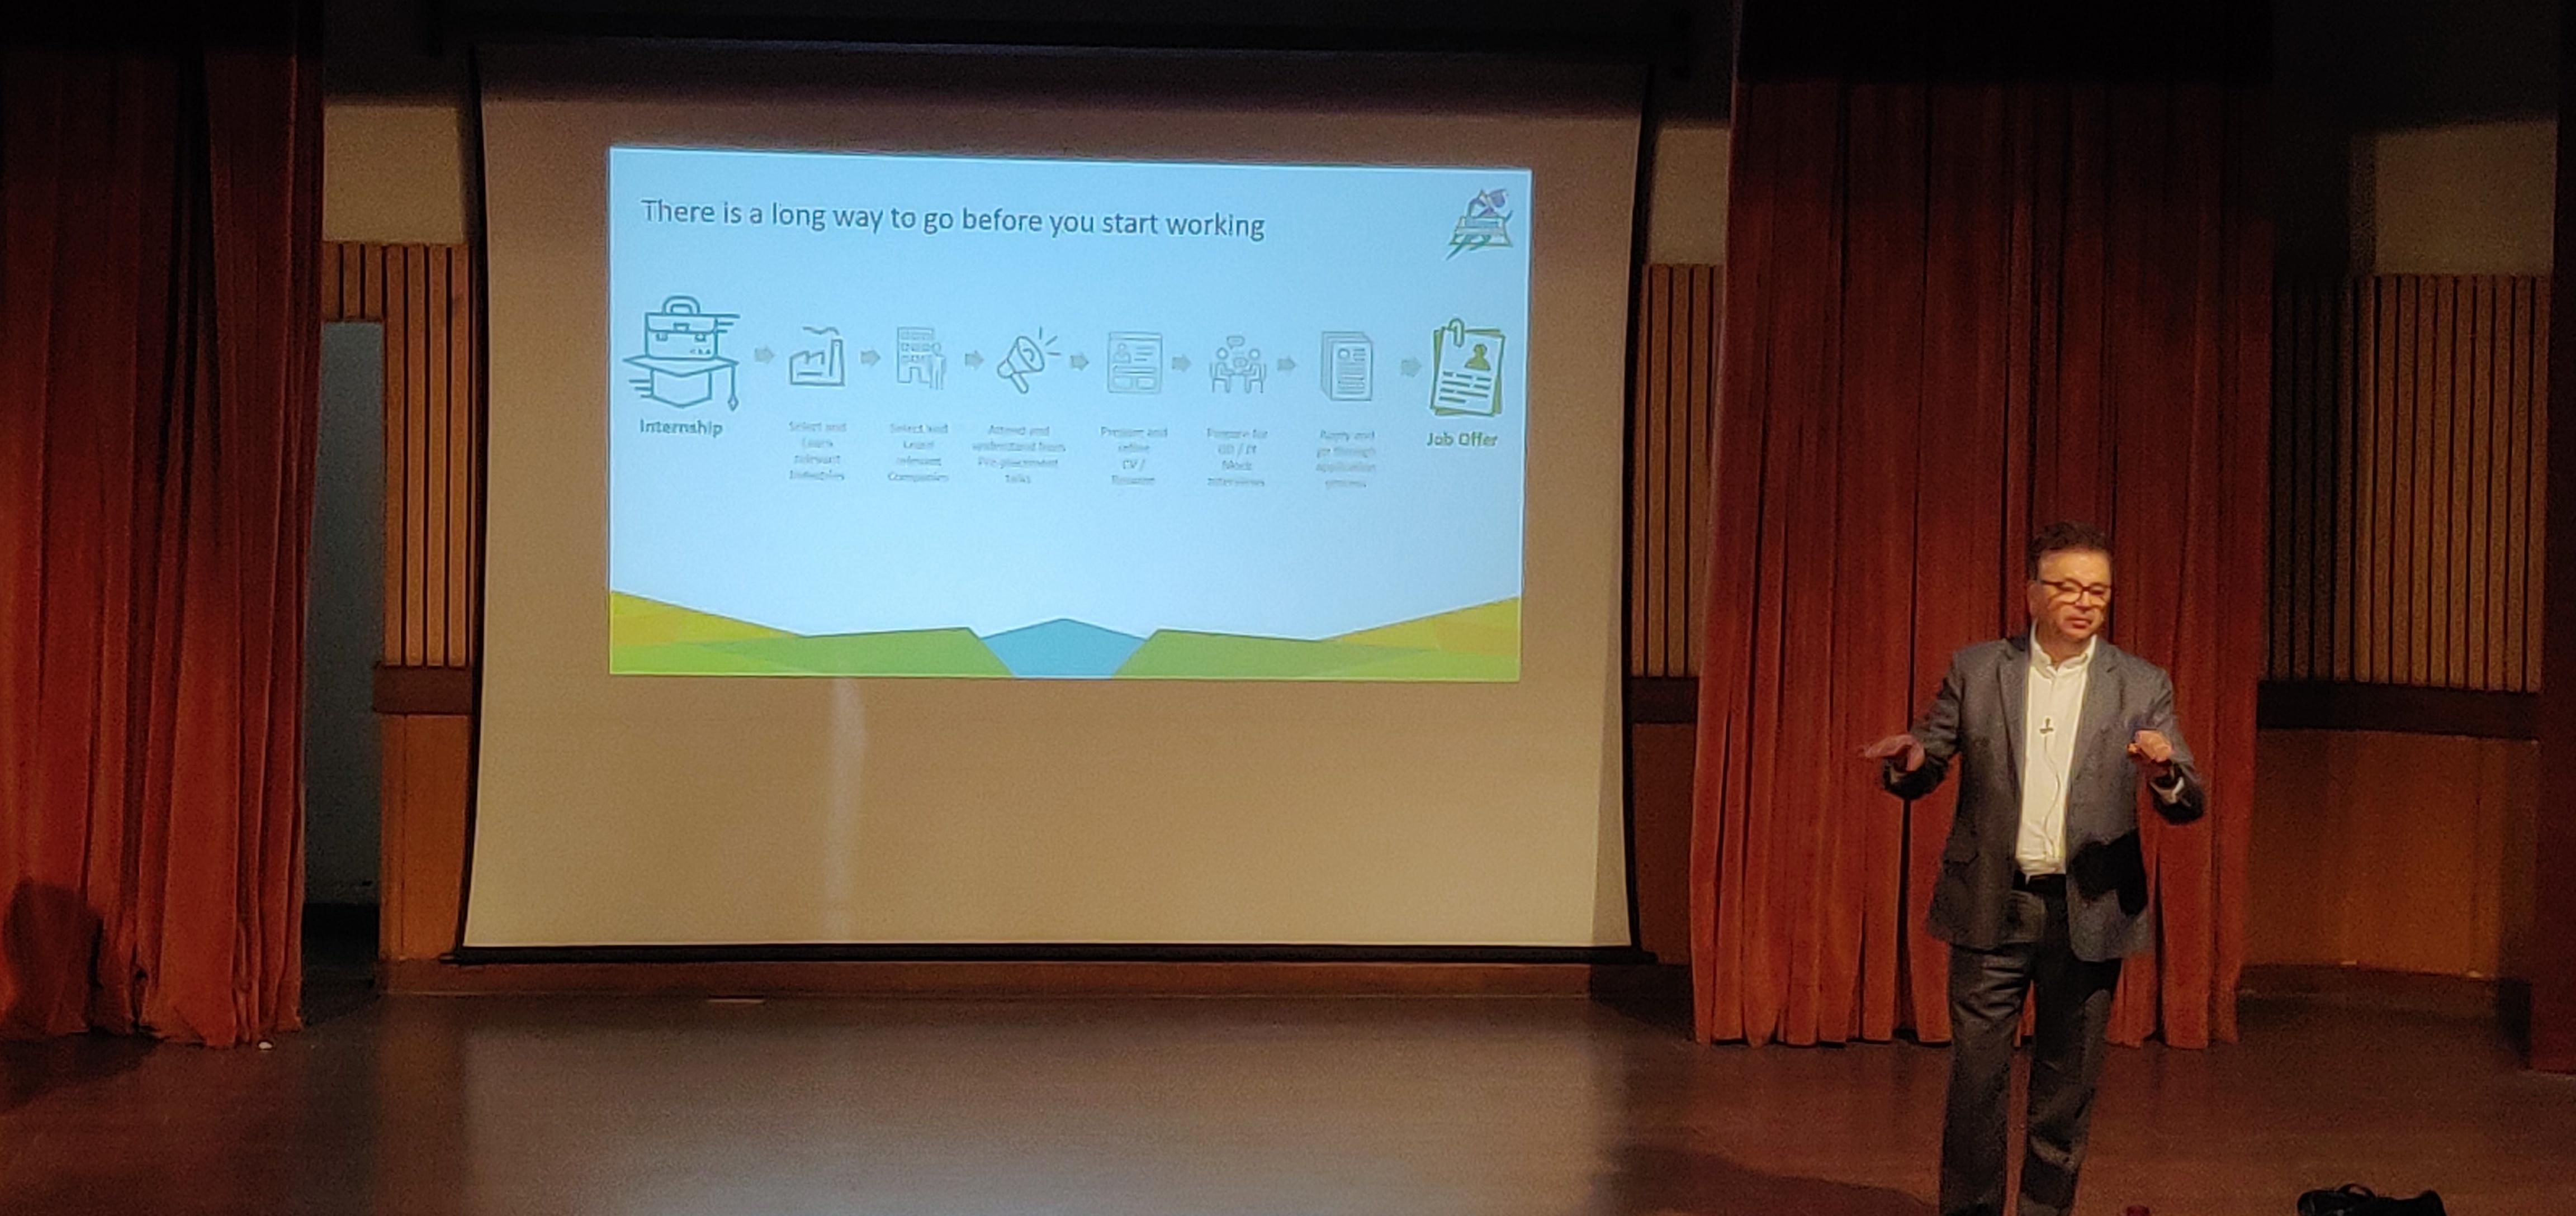 There is a long way to go before you start working
Internship
Select and
Learn
relevant
Industries
Select and
Learn
relevant
Companies
Attend and
understand from
Pre-placement
talks
Prepare and
refine
CV /
Resume
Prepare for
GD / PI
Mock
Interviews
Apply and
go through
application
process
Job Offer